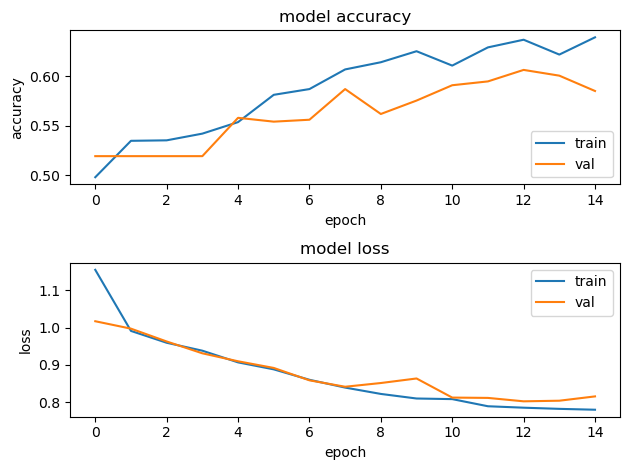 model accuracy
accuracy
0.60
0.55
0.50
train
val
0 2 4 6 8 10 12 14
epoch
model loss
loss
1.1
1.0
0.9
0.8
train
val
0 2 4 6 8 10 12 14
epoch